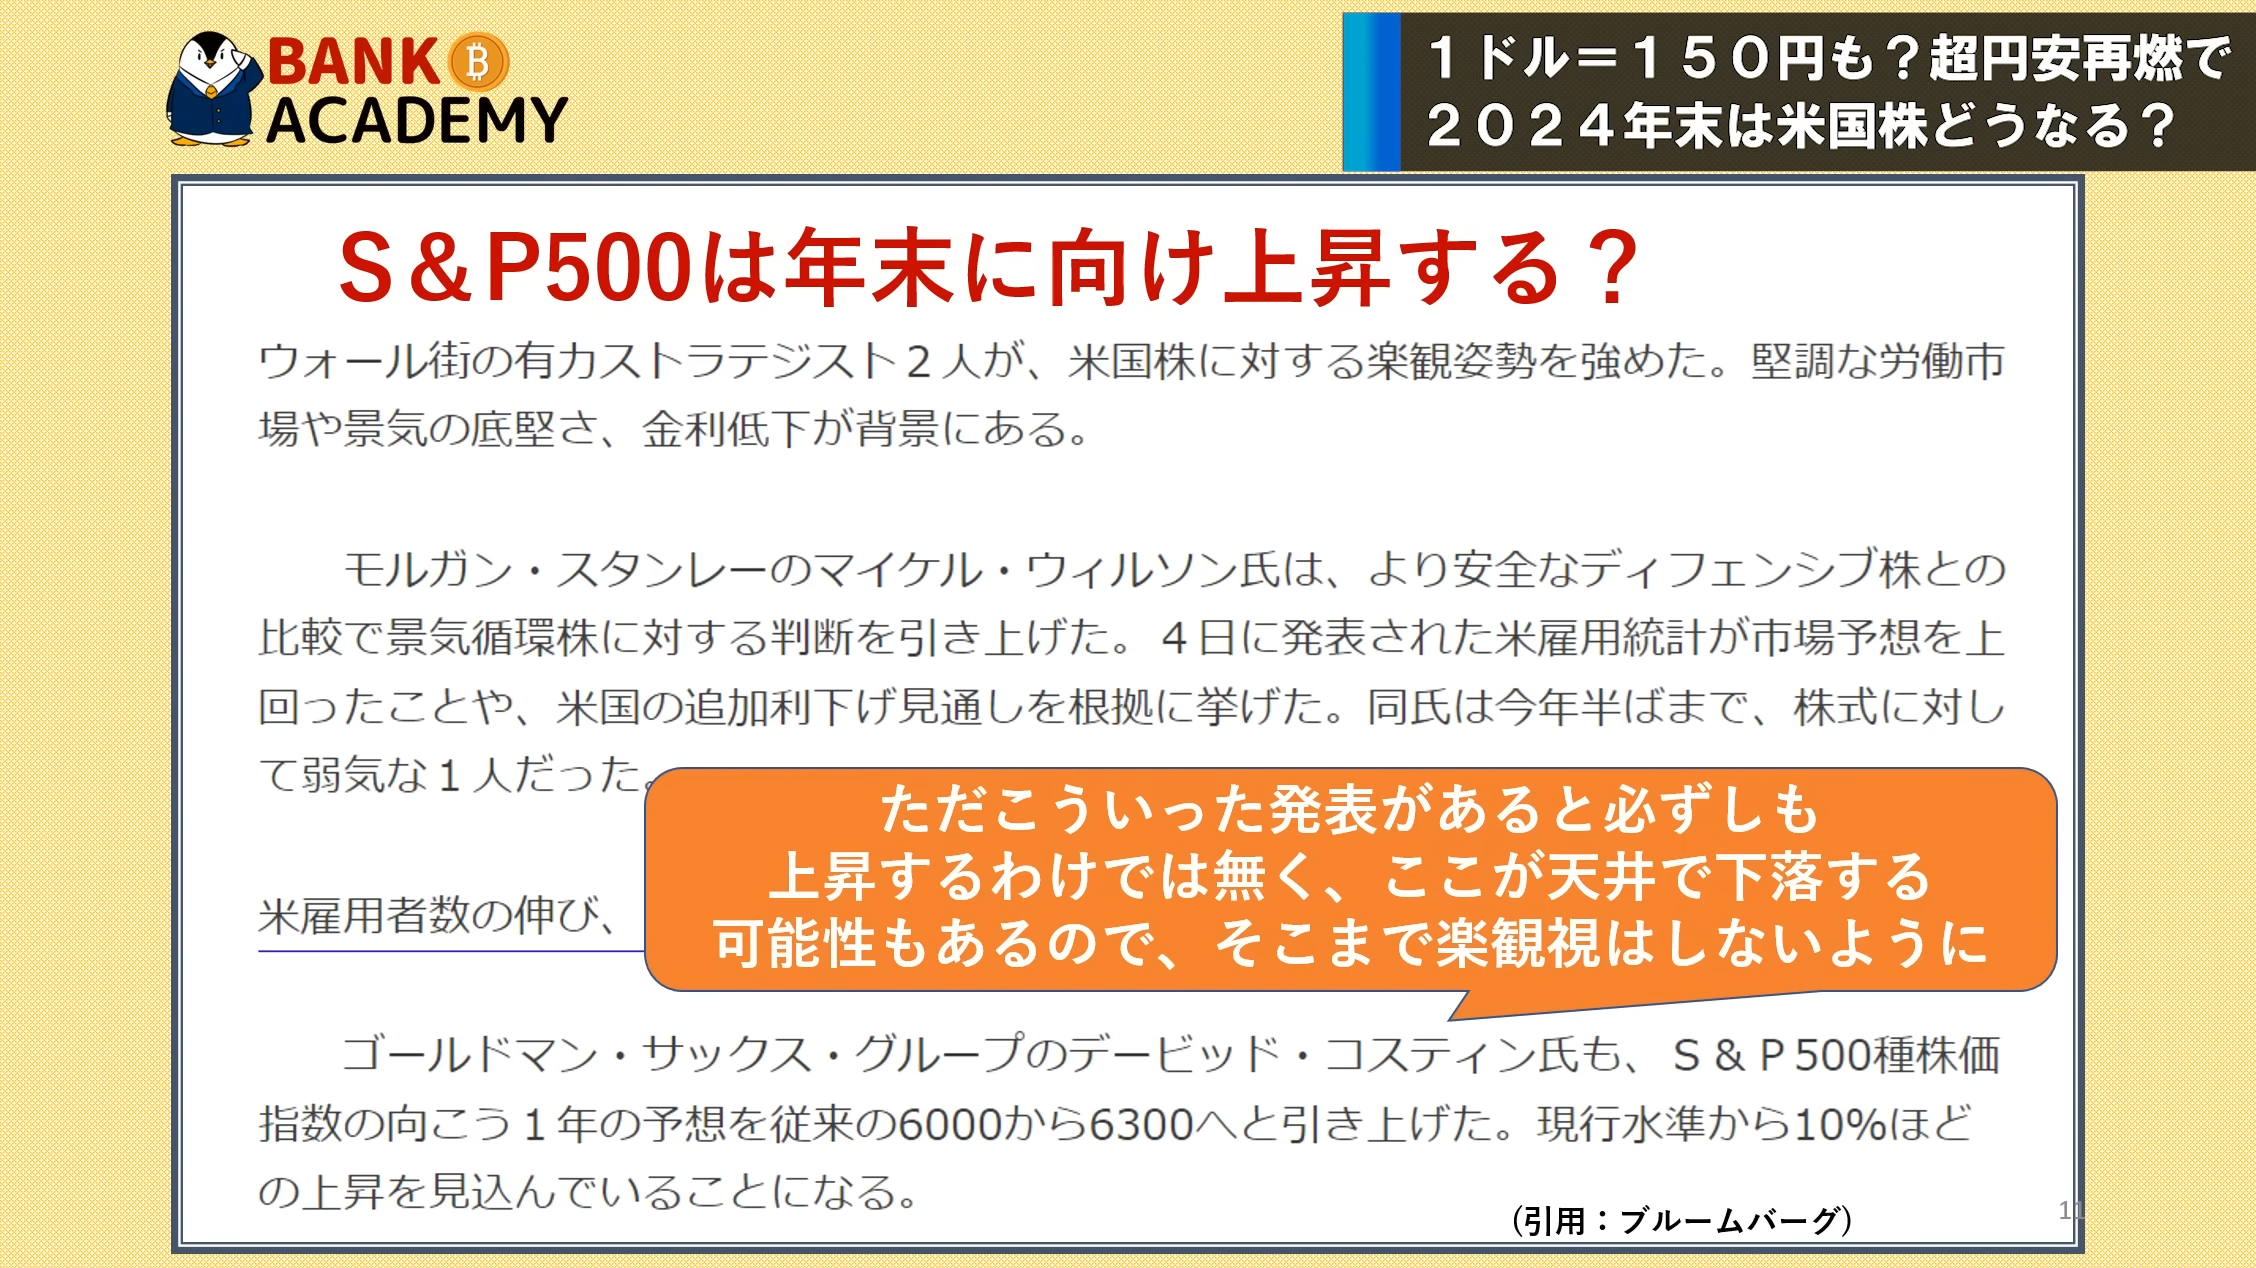 BANK
ACADEMY
１ドル＝１５０円も？超円安再燃で
２０２４年末は米国株どうなる？
Ｓ＆Ｐ500は年末に向け上昇する？
ウォール街の有力ストラテジスト２人が、米国株に対する楽観姿勢を強めた。堅調な労働市
場や景気の底堅さ、金利低下が背景にある。
モルガン・スタンレーのマイケル・ウィルソン氏は、より安全なディフェンシブ株との
比較で景気循環株に対する判断を引き上げた。４日に発表された米雇用統計が市場予想を上
回ったことや、米国の追加利下げ見通しを根拠に挙げた。同氏は今年半ばまで、株式に対し
て弱気な１人だった。
ただこういった発表があると必ずしも
上昇するわけでは無く、ここが天井で下落する
可能性もあるので、そこまで楽観視はしないように
米雇用者数の伸び、
ゴールドマン・サックス・グループのデービッド・コスティン氏も、Ｓ＆Ｐ500種株価
指数の向こう１年の予想を従来の6000から6300へと引き上げた。現行水準から10%ほど
の上昇を見込んでいることになる。
(引用：ブルームバーグ)
11